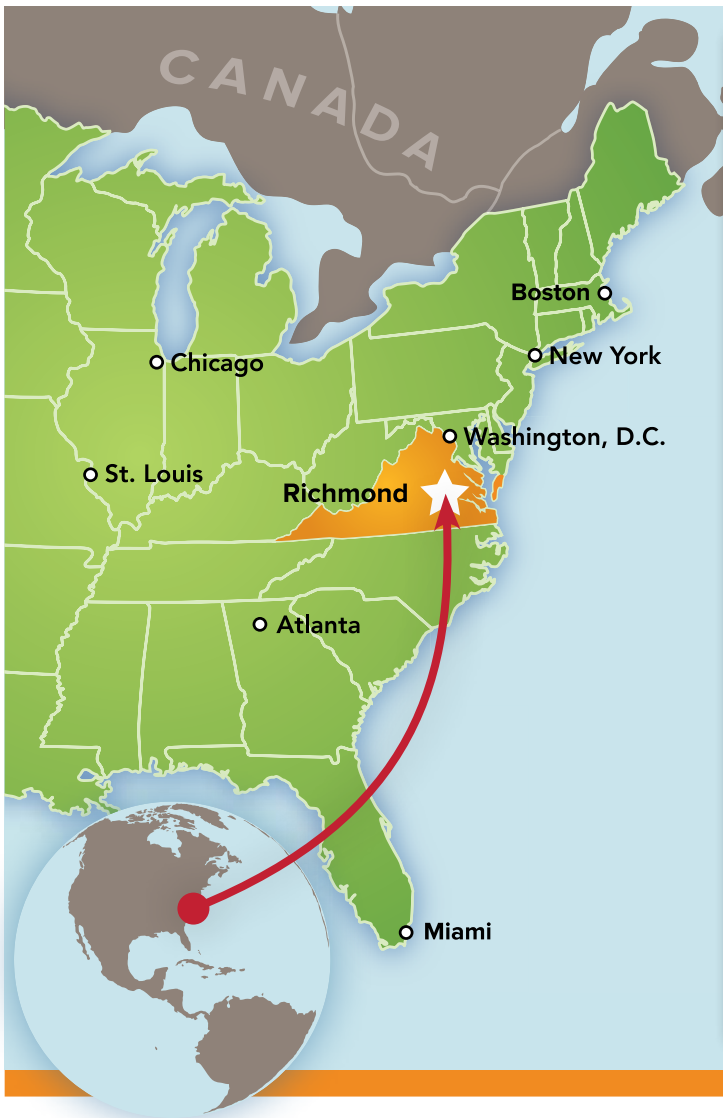 CANADA
Boston
New York
Chicago
Washington, D.C.
St. Louis
Richmond
Atlanta
Miami